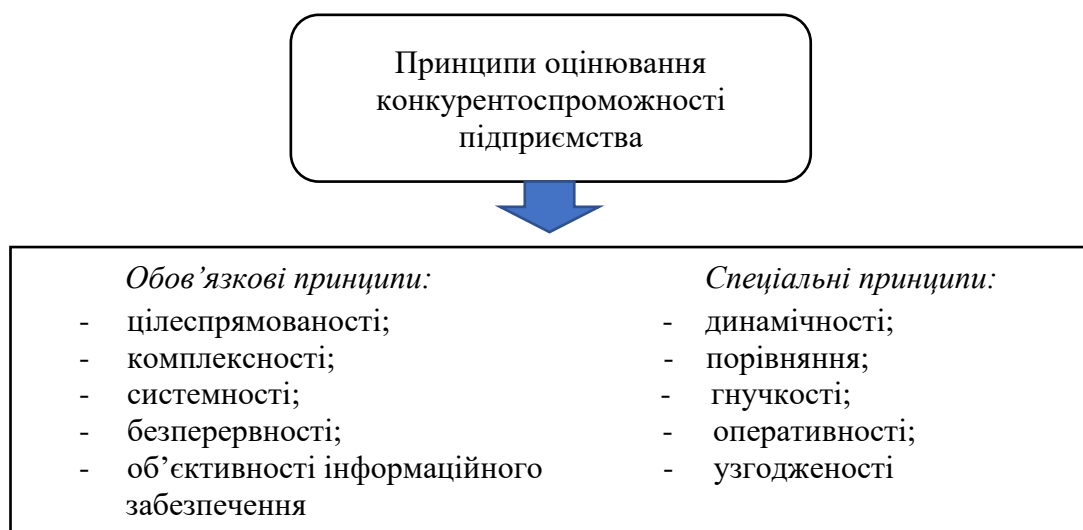 Принципи оцінювання
конкурентоспроможності
підприємства
Обов’язкові принципи:
- цілеспрямованості;
- комплексності;
- системності;
- безперервності;
- об’єктивності інформаційного
забезпечення
Спеціальні принципи:
- динамічності;
- порівняння;
- гнучкості;
- оперативності;
- узгодженості